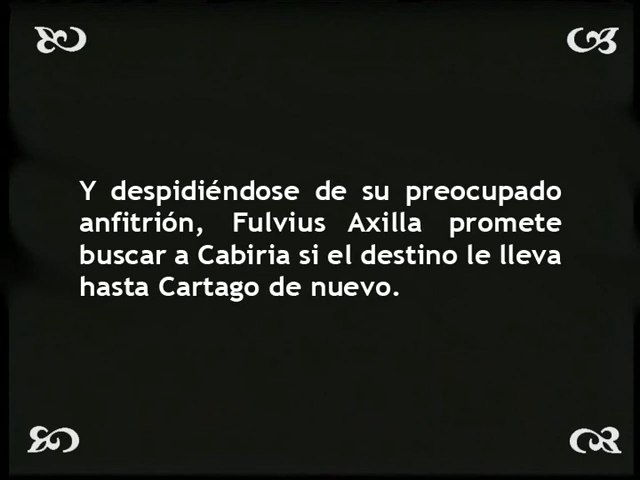 Y despidiéndose de su preocupado
anfitrión, Fulvius Axilla promete
buscar a Cabiria si el destino le lleva
hasta Cartago de nuevo.